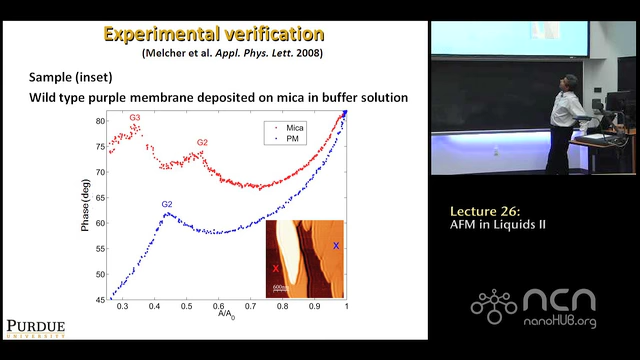 Experimental verification
(Melcher et al. Appl. Phys. Lett. 2008)
Sample (inset)
Wild type purple membrane deposited on mica in buffer solution
G3
G2
Mica
PM
G2
X
X
600nm
80
75
70
65
60
55
50
45
Phase (deg)
0.3
0.4
0.5
0.6
0.7
0.8
0.9
1
A/A0
PURDUE
UNIVERSITY
Lecture 26:
AFM in Liquids II
ncn
nanoHUB.org